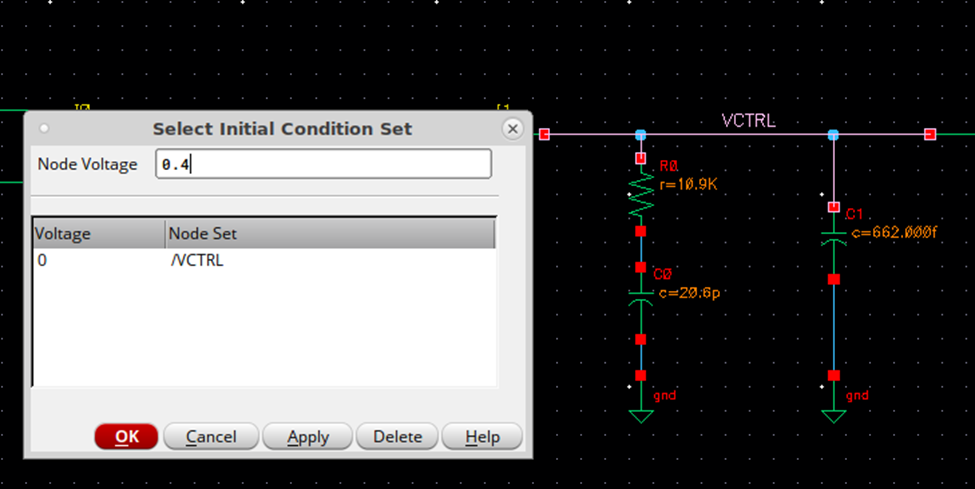 Select Initial Condition Set
Node Voltage 0.4
Voltage Node Set
0 /VCTRL
OK Cancel Apply Delete Help
VCTRL
R0
r=10.9K
C0
c=20.6p
gnd
C1
c=662.000f
gnd